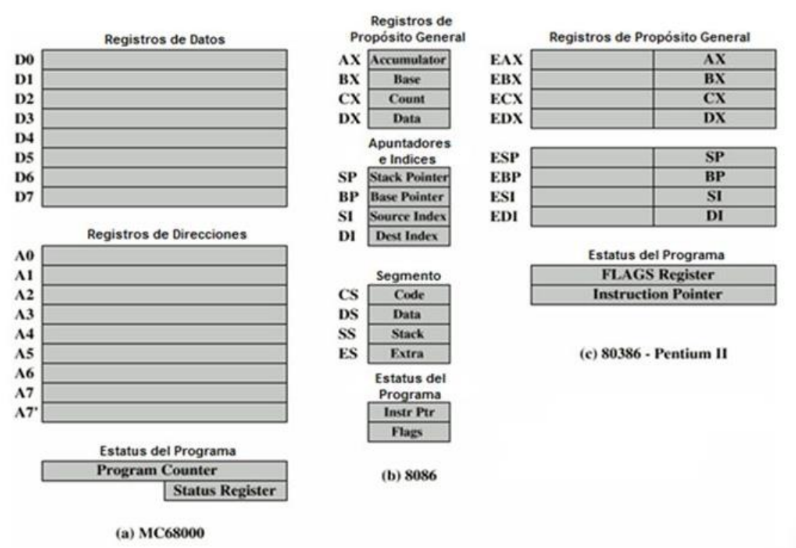 Registros de Datos
D0
D1
D2
D3
D4
D5
D6
D7
Registros de Direcciones
A0
A1
A2
A3
A4
A5
A6
A7
A7'
Estatus del Programa
Program Counter
Status Register
(a) MC68000
Registros de
Propósito General
AX Accumulator
BX Base
CX Count
DX Data
Apuntadores
e Indices
SP Stack Pointer
BP Base Pointer
SI Source Index
DI Dest Index
Segmento
CS Code
DS Data
SS Stack
ES Extra
Estatus del
Programa
Instr Ptr
Flags
(b) 8086
Registros de Propósito General
EAX AX
EBX BX
ECX CX
EDX DX
ESP SP
EBP BP
ESI SI
EDI DI
Estatus del Programa
FLAGS Register
Instruction Pointer
(c) 80386 - Pentium II